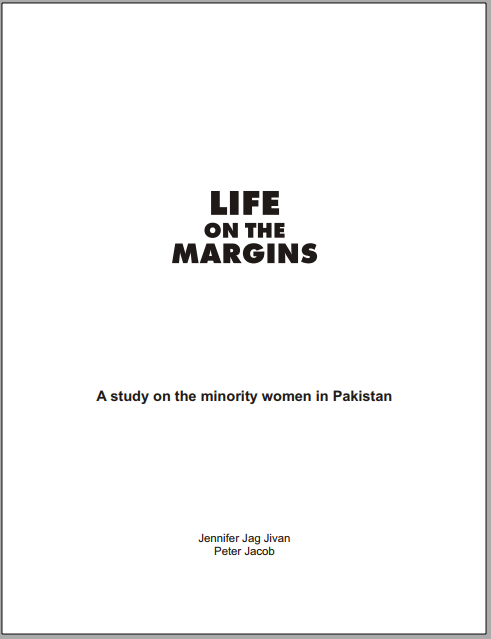 LIFE
ON THE
MARGINS
A study on the minority women in Pakistan
Jennifer Jag Jivan
Peter Jacob